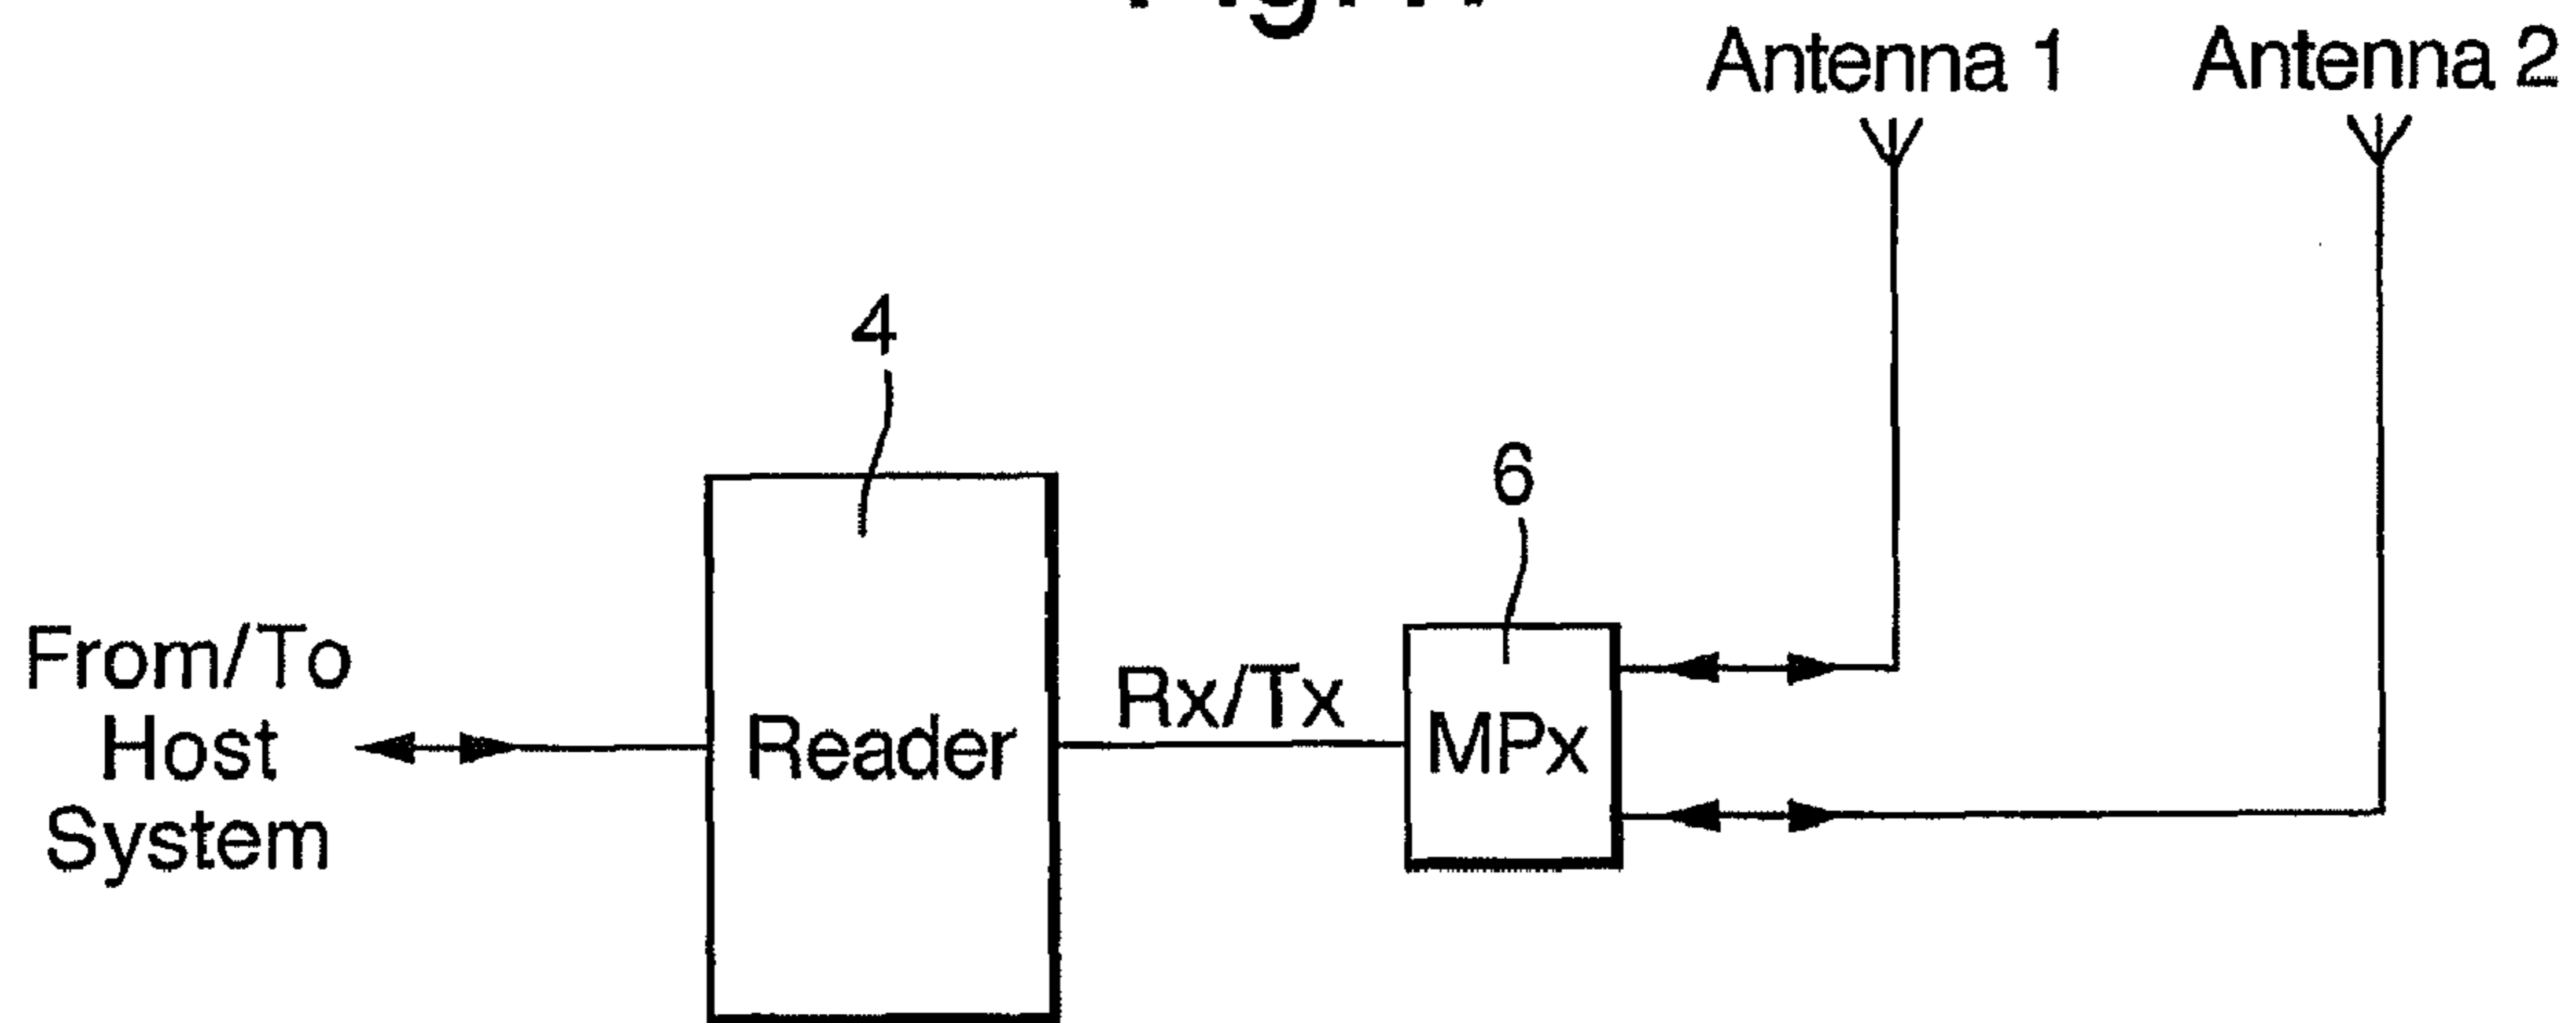 Antenna 1
Antenna 2
4
6
From/To
Host
System
Reader
Rx/Tx
MPx